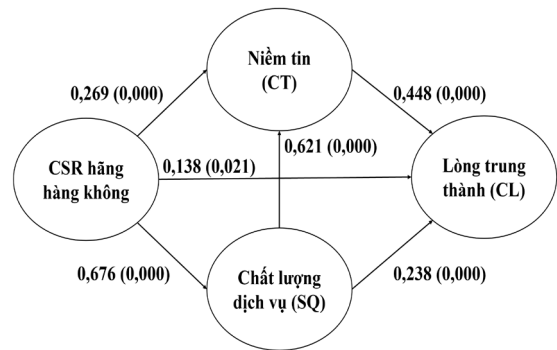 Niềm tin
(CT)
0,269 (0,000)
0,448 (0,000)
0,621 (0,000)
CSR hãng
hàng không
0,138 (0,021)
Lòng trung
thành (CL)
0,676 (0,000)
Chất lượng
dịch vụ (SQ)
0,238 (0,000)